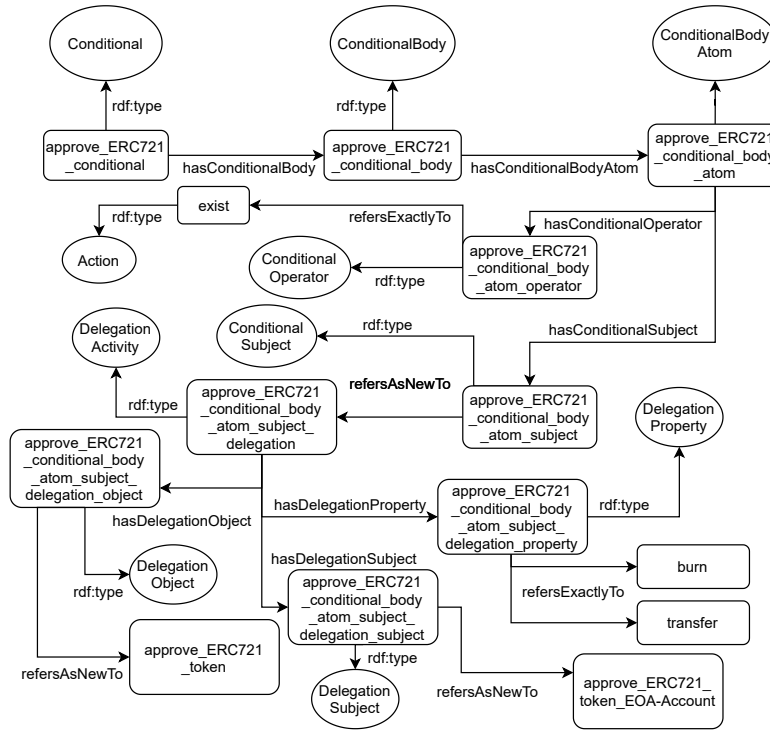 Conditional
ConditionalBody
ConditionalBody
Atom
rdf:type
rdf:type
approve_ERC721
_conditional
hasConditionalBody
approve_ERC721
_conditional_body
hasConditionalBodyAtom
approve_ERC721
_conditional_body
_atom
rdf:type
exist
refersExactlyTo
hasConditionalOperator
Action
Conditional
Operator
rdf:type
approve_ERC721
_conditional_body
_atom_operator
Delegation
Activity
Conditional
Subject
rdf:type
hasConditionalSubject
rdf:type
approve_ERC721
_conditional_body
_atom_subject_
delegation
refersAsNewTo
approve_ERC721
_conditional_body
_atom_subject
Delegation
Property
approve_ERC721
_conditional_body
_atom_subject_
delegation_object
hasDelegationObject
hasDelegationProperty
approve_ERC721
_conditional_body
_atom_subject_
delegation_property
rdf:type
hasDelegationSubject
rdf:type
Delegation
Object
approve_ERC721
_conditional_body
_atom_subject_
delegation_subject
refersExactlyTo
burn
transfer
refersAsNewTo
approve_ERC721
_token
rdf:type
Delegation
Subject
refersAsNewTo
approve_ERC721_
token_EOA-Account